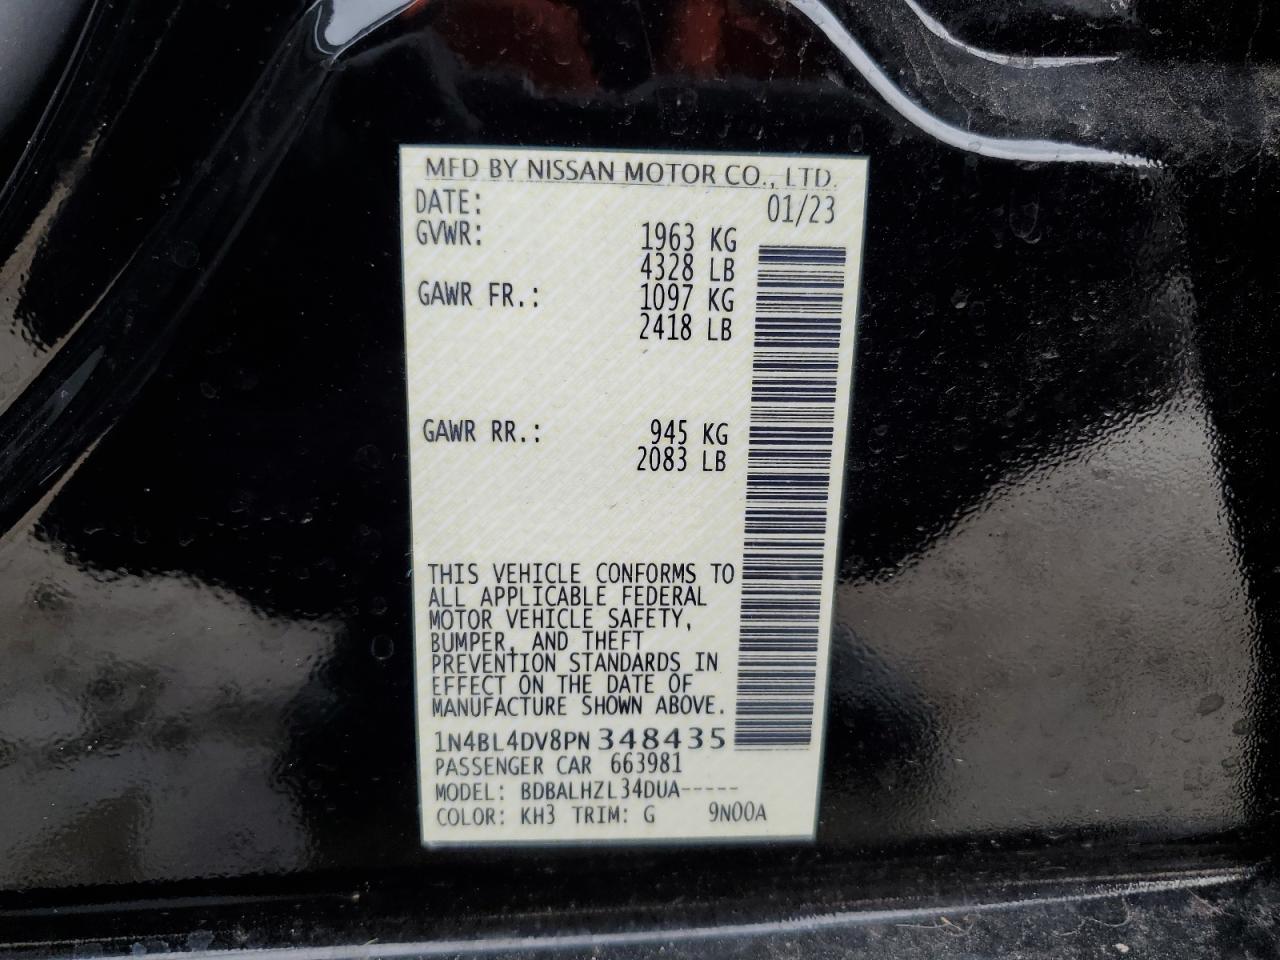 MFD BY NISSAN MOTOR CO., LTD.
DATE: 01/23
GVWR: 1963 KG
4328 LB
GAWR FR.: 1097 KG
2418 LB
GAWR RR.: 945 KG
2083 LB
THIS VEHICLE CONFORMS TO
ALL APPLICABLE FEDERAL
MOTOR VEHICLE SAFETY,
BUMPER, AND THEFT
PREVENTION STANDARDS IN
EFFECT ON THE DATE OF
MANUFACTURE SHOWN ABOVE.
1N4BL4DV8PN348435
PASSENGER CAR 663981
MODEL: BDBALHZL34DUA-----
COLOR: KH3 TRIM: G 9N00A